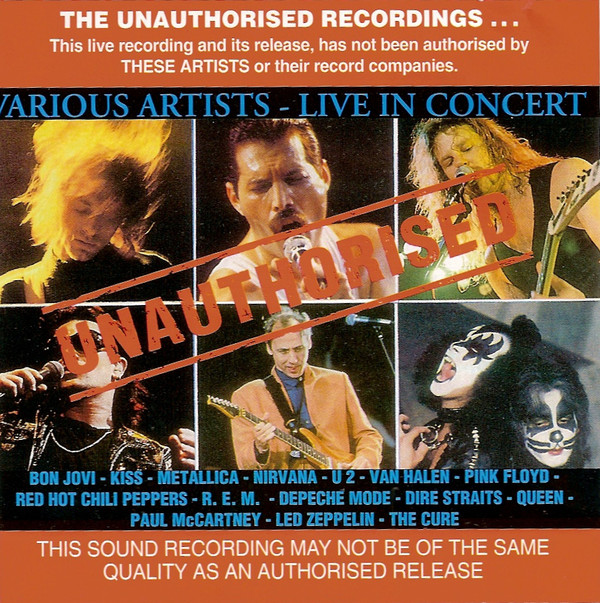 THE UNAUTHORISED RECORDINGS ...
This live recording and its release, has not been authorised by
THESE ARTISTS or their record companies.
VARIOUS ARTISTS - LIVE IN CONCERT
UNAUTHORISED
BON JOVI - KISS - METALLICA - NIRVANA - U 2 - VAN HALEN - PINK FLOYD -
RED HOT CHILI PEPPERS - R. E. M. - DEPECHE MODE - DIRE STRAITS - QUEEN -
PAUL McCARTNEY - LED ZEPPELIN - THE CURE
THIS SOUND RECORDING MAY NOT BE OF THE SAME
QUALITY AS AN AUTHORISED RELEASE